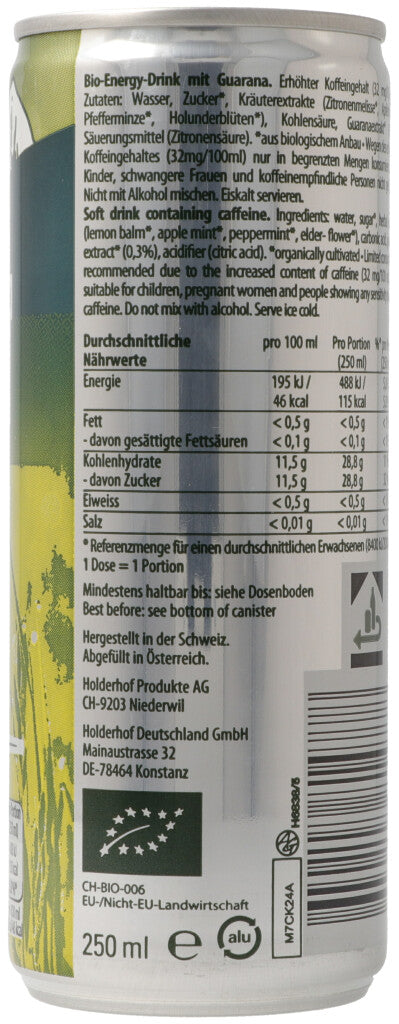 Bio-Energy-Drink mit Guarana. Erhöhter Koffeingehalt (32 mg
Zutaten: Wasser, Zucker*, Kräuterextrakte (Zitronenmelisse*,
Pfefferminze*, Holunderblüten*), Kohlensäure, Guaranaextrakt
Säuerungsmittel (Zitronensäure). *aus biologischem Anbau • Wegen
Koffeingehaltes (32mg/100ml) nur in begrenzten Mengen
Kinder, schwangere Frauen und koffeinempfindliche Personen nicht
Nicht mit Alkohol mischen. Eiskalt servieren.
Soft drink containing caffeine. Ingredients: water, sugar*,
(lemon balm*, apple mint*, peppermint*, elder- flower*), carbonic
extract* (0,3%), acidifier (citric acid). *organically cultivated • Limited
recommended due to the increased content of caffeine (32 mg/10
suitable for children, pregnant women and people showing any
caffeine. Do not mix with alcohol. Serve ice cold.
Durchschnittliche Nährwerte pro 100 ml Pro Portion (250 ml)
Energie 195 kJ / 46 kcal 488 kJ / 115 kcal
Fett < 0,5 g < 0,5 g
- davon gesättigte Fettsäuren < 0,1 g < 0,1 g
Kohlenhydrate 11,5 g 28,8 g
- davon Zucker 11,5 g 28,8 g
Eiweiss < 0,5 g < 0,5 g
Salz < 0,01 g < 0,01 g
* Referenzmenge für einen durchschnittlichen Erwachsenen (8400
1 Dose = 1 Portion
Mindestens haltbar bis: siehe Dosenboden
Best before: see bottom of canister
Hergestellt in der Schweiz.
Abgefüllt in Österreich.
Holderhof Produkte AG
CH-9203 Niederwil
Holderhof Deutschland GmbH
Mainaustrasse 32
DE-78464 Konstanz
CH-BIO-006
EU-/Nicht-EU-Landwirtschaft
250 ml e alu
M7CK24A